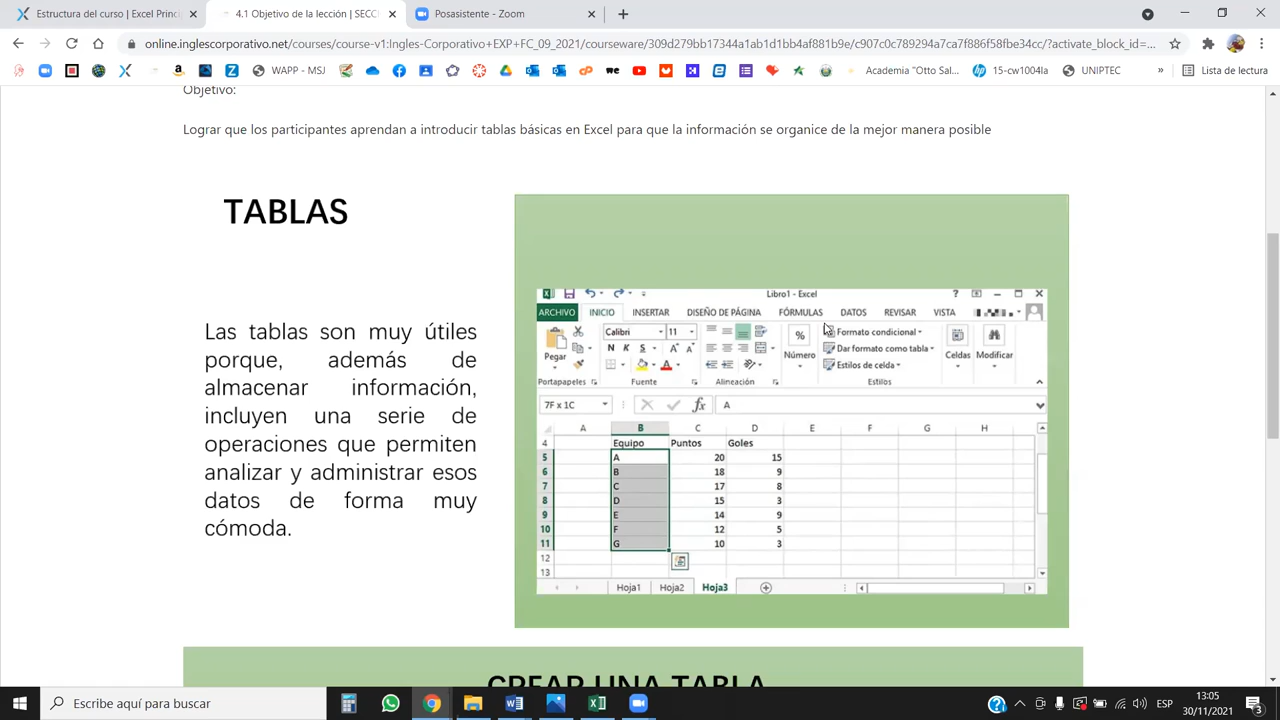 Estructura del curso | Excel Princ
4.1 Objetivo de la lección | SECC
Posasistente - Zoom
online.inglescorporativo.net/courses/course-v1:Ingles-Corporativo+EXP+FC_09_2021/courseware/309d279bb17344a1ab1d1bb4af881b9e/c907c0c789294a7ca7f886f58bfe34cc/?activate_block_id=...
WAPP - MSJ
Academia "Otto Sal...
15-cw1004la
UNIPTEC
»
Lista de lectura
Objetivo:
Lograr que los participantes aprendan a introducir tablas básicas en Excel para que la información se organice de la mejor manera posible
TABLAS
Las tablas son muy útiles
porque, además de
almacenar información,
incluyen una serie de
operaciones que permiten
analizar y administrar esos
datos de forma muy
cómoda.
Libro1 - Excel
ARCHIVO INICIO INSERTAR DISEÑO DE PÁGINA FÓRMULAS DATOS REVISAR VISTA
Pegar
Calibri 11
N K S
Número
Formato condicional
Dar formato como tabla
Estilos de celda
Celdas
Modificar
Portapapeles Fuente Alineación Estilos
7F x 1C fx A
A B C D E F G H
4 Equipo Puntos Goles
5 A 20 15
6 B 18 9
7 C 17 8
8 D 15 3
9 E 14 9
10 F 12 5
11 G 10 3
12
13
Hoja1 Hoja2 Hoja3
CREAR UNA TABLA
Escribe aquí para buscar
ESP
13:05
30/11/2021
3